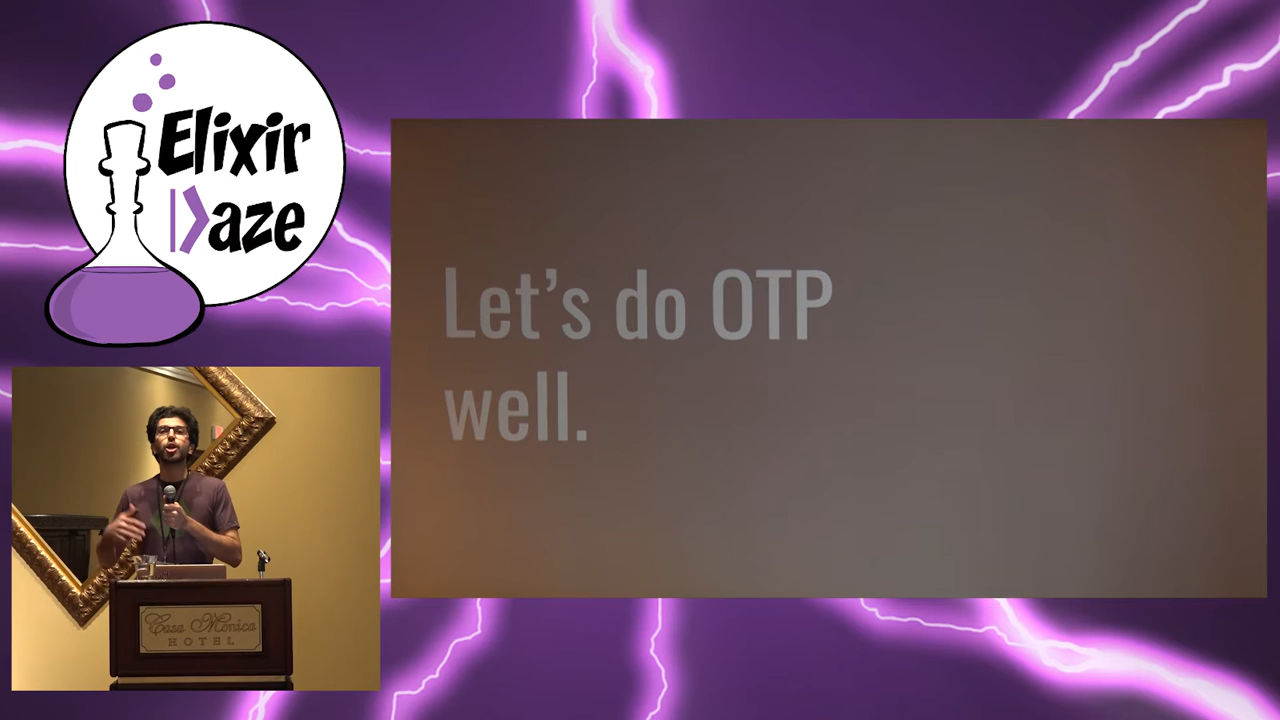 Elixir
|>aze
Let's do OTP
well.
Casa Monica
HOTEL